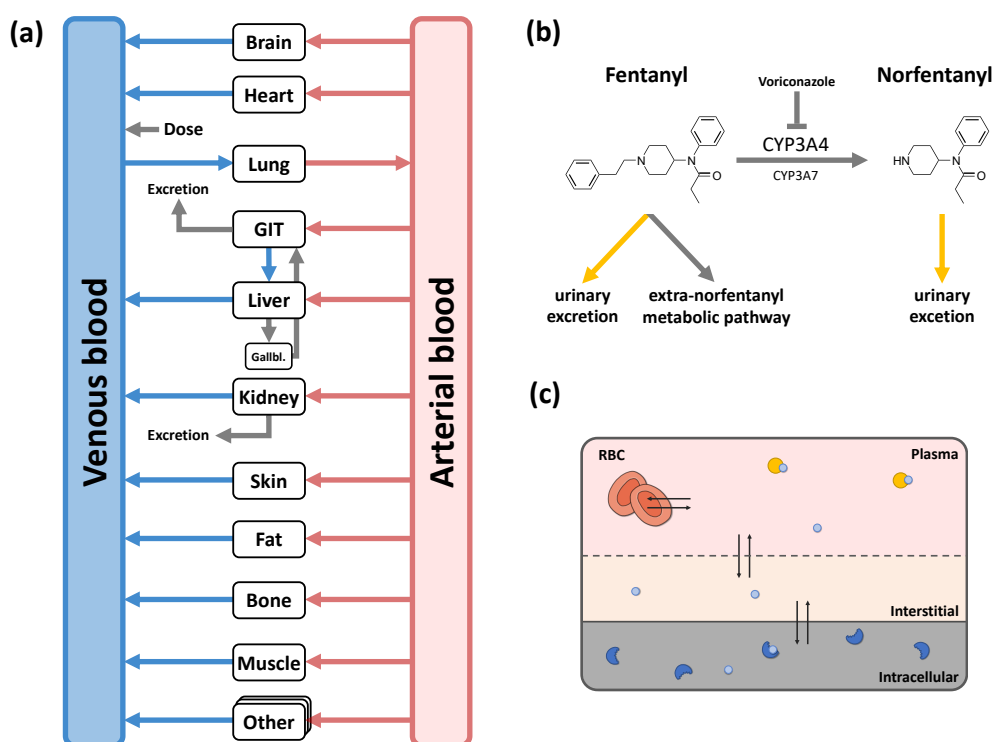 (a)
Venous blood
Arterial blood
Brain
Heart
Dose
Lung
Excretion
GIT
Liver
Gallbl.
Kidney
Excretion
Skin
Fat
Bone
Muscle
Other
(b)
Fentanyl
Norfentanyl
Voriconazole
CYP3A4
CYP3A7
N
N
O
HN
N
O
urinary
excretion
extra-norfentanyl
metabolic pathway
urinary
excetion
(c)
RBC
Plasma
Interstitial
Intracellular